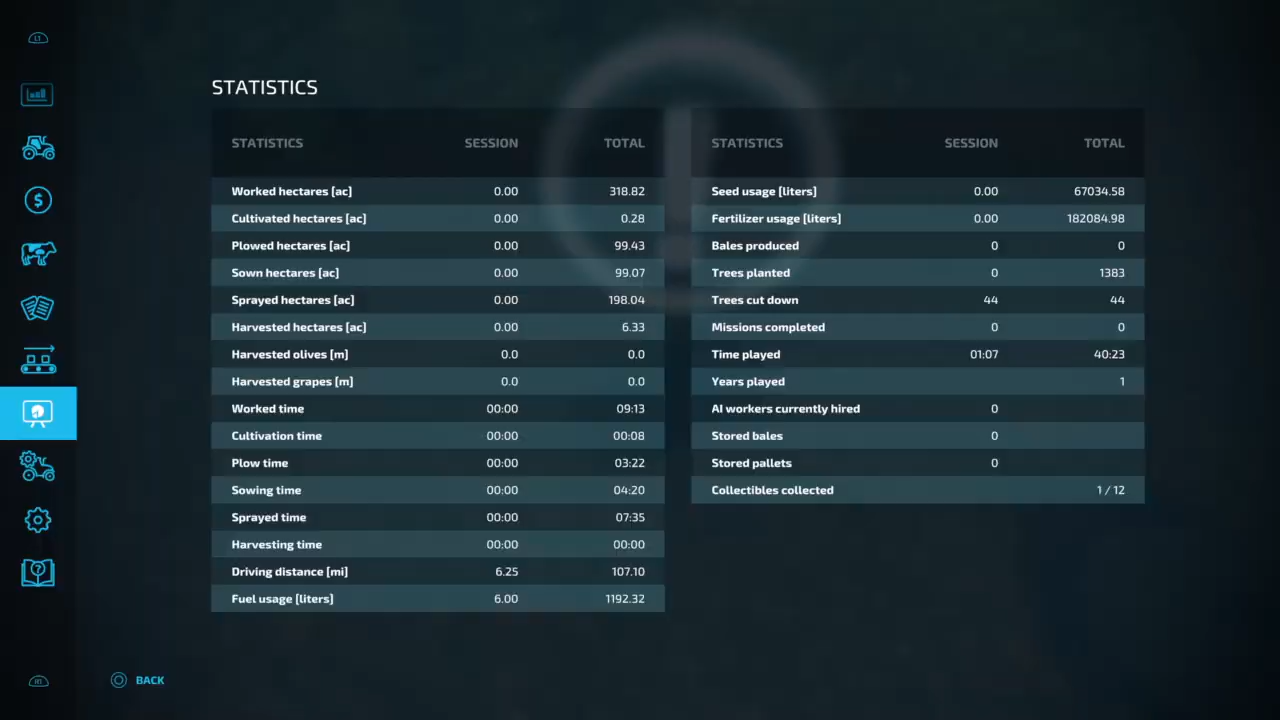 L1
STATISTICS
STATISTICS SESSION TOTAL
Worked hectares [ac] 0.00 318.82
Cultivated hectares [ac] 0.00 0.28
Plowed hectares [ac] 0.00 99.43
Sown hectares [ac] 0.00 99.07
Sprayed hectares [ac] 0.00 198.04
Harvested hectares [ac] 0.00 6.33
Harvested olives [m] 0.0 0.0
Harvested grapes [m] 0.0 0.0
Worked time 00:00 09:13
Cultivation time 00:00 00:08
Plow time 00:00 03:22
Sowing time 00:00 04:20
Sprayed time 00:00 07:35
Harvesting time 00:00 00:00
Driving distance [mi] 6.25 107.10
Fuel usage [liters] 6.00 1192.32
STATISTICS SESSION TOTAL
Seed usage [liters] 0.00 67034.58
Fertilizer usage [liters] 0.00 182084.98
Bales produced 0 0
Trees planted 0 1383
Trees cut down 44 44
Missions completed 0 0
Time played 01:07 40:23
Years played 1
AI workers currently hired 0
Stored bales 0
Stored pallets 0
Collectibles collected 1 / 12
R1
BACK